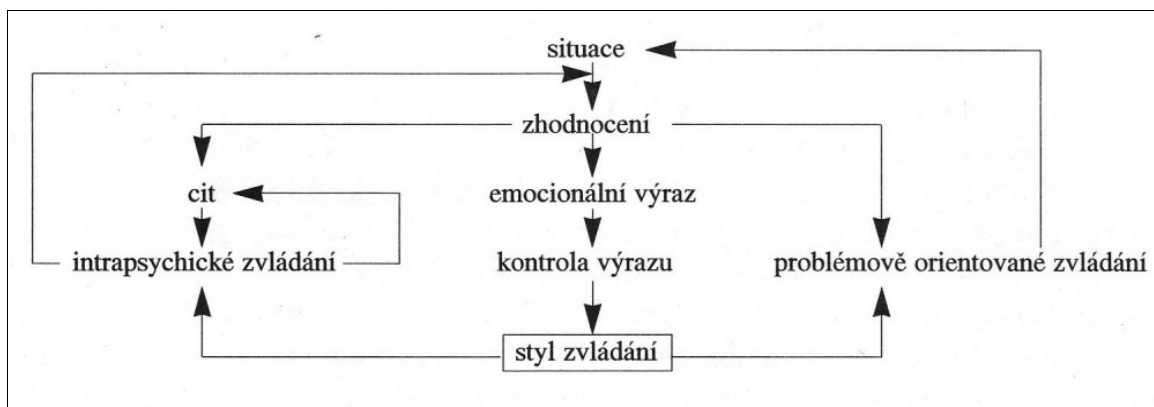 situace
zhodnocení
cit
emocionální výraz
intrapsychické zvládání
kontrola výrazu
problémově orientované zvládání
styl zvládání